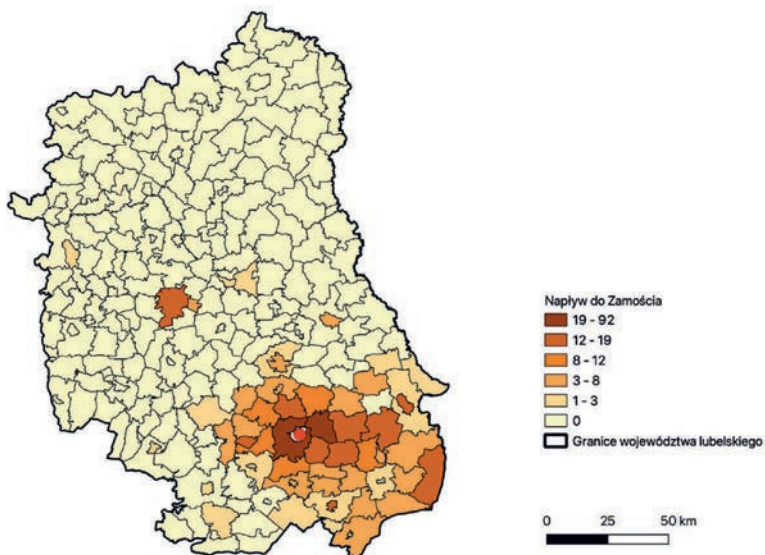 Napływ do Zamościa
19 - 92
12 - 19
8 - 12
3 - 8
1 - 3
0
Granice województwa lubelskiego
0 25 50 km